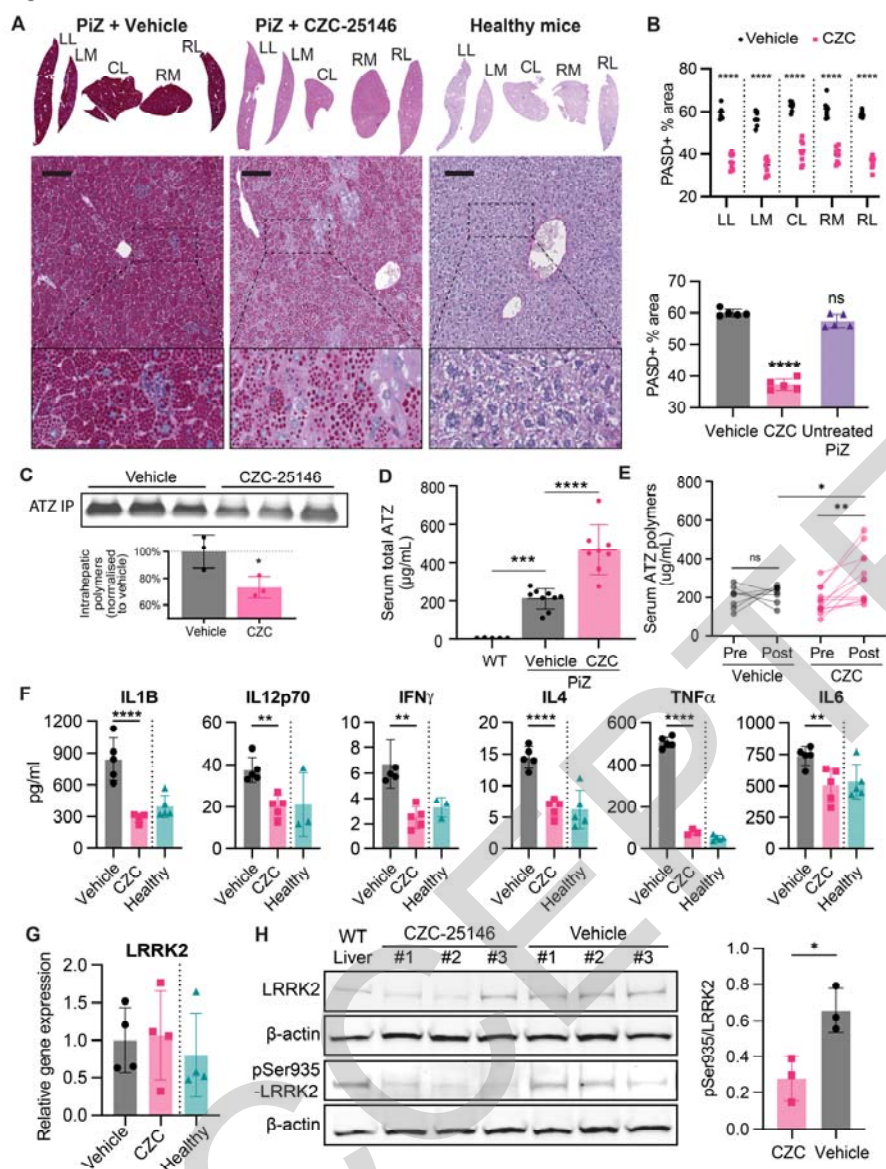 A
PiZ + Vehicle
PiZ + CZC-25146
Healthy mice
LL
LM
CL
RM
RL
LL
LM
CL
RM
RL
LL
LM
CL
RM
RL
B
Vehicle
CZC
PASD+ % area
80
60
40
20
**** **** **** **** ****
LL LM CL RM RL
PASD+ % area
70
60
50
40
30
****
ns
Vehicle CZC Untreated
PiZ
C
Vehicle
CZC-25146
ATZ IP
Intrahepatic
polymers
(normalised
to vehicle)
100%
80%
60%
*
Vehicle
CZC
D
Serum total ATZ
(µg/mL)
800
600
400
200
0
***
****
WT
Vehicle
CZC
PiZ
E
Serum ATZ polymers
(ug/mL)
800
600
400
200
0
ns
*
**
Pre Post Pre Post
Vehicle CZC
F
IL1B
pg/ml
1200
900
600
300
0
****
Vehicle
CZC
Healthy
IL12p70
60
40
20
0
**
Vehicle
CZC
Healthy
IFNγ
10
8
6
4
2
0
**
Vehicle
CZC
Healthy
IL4
20
15
10
5
0
****
Vehicle
CZC
Healthy
TNFα
600
400
200
0
****
Vehicle
CZC
Healthy
IL6
1000
750
500
250
0
**
Vehicle
CZC
Healthy
G
LRRK2
Relative gene expression
2.0
1.5
1.0
0.5
0.0
Vehicle
CZC
Healthy
H
WT
Liver
CZC-25146
#1 #2 #3
Vehicle
#1 #2 #3
LRRK2
β-actin
pSer935
-LRRK2
β-actin
pSer935/LRRK2
1.0
0.8
0.6
0.4
0.2
0.0
*
CZC Vehicle